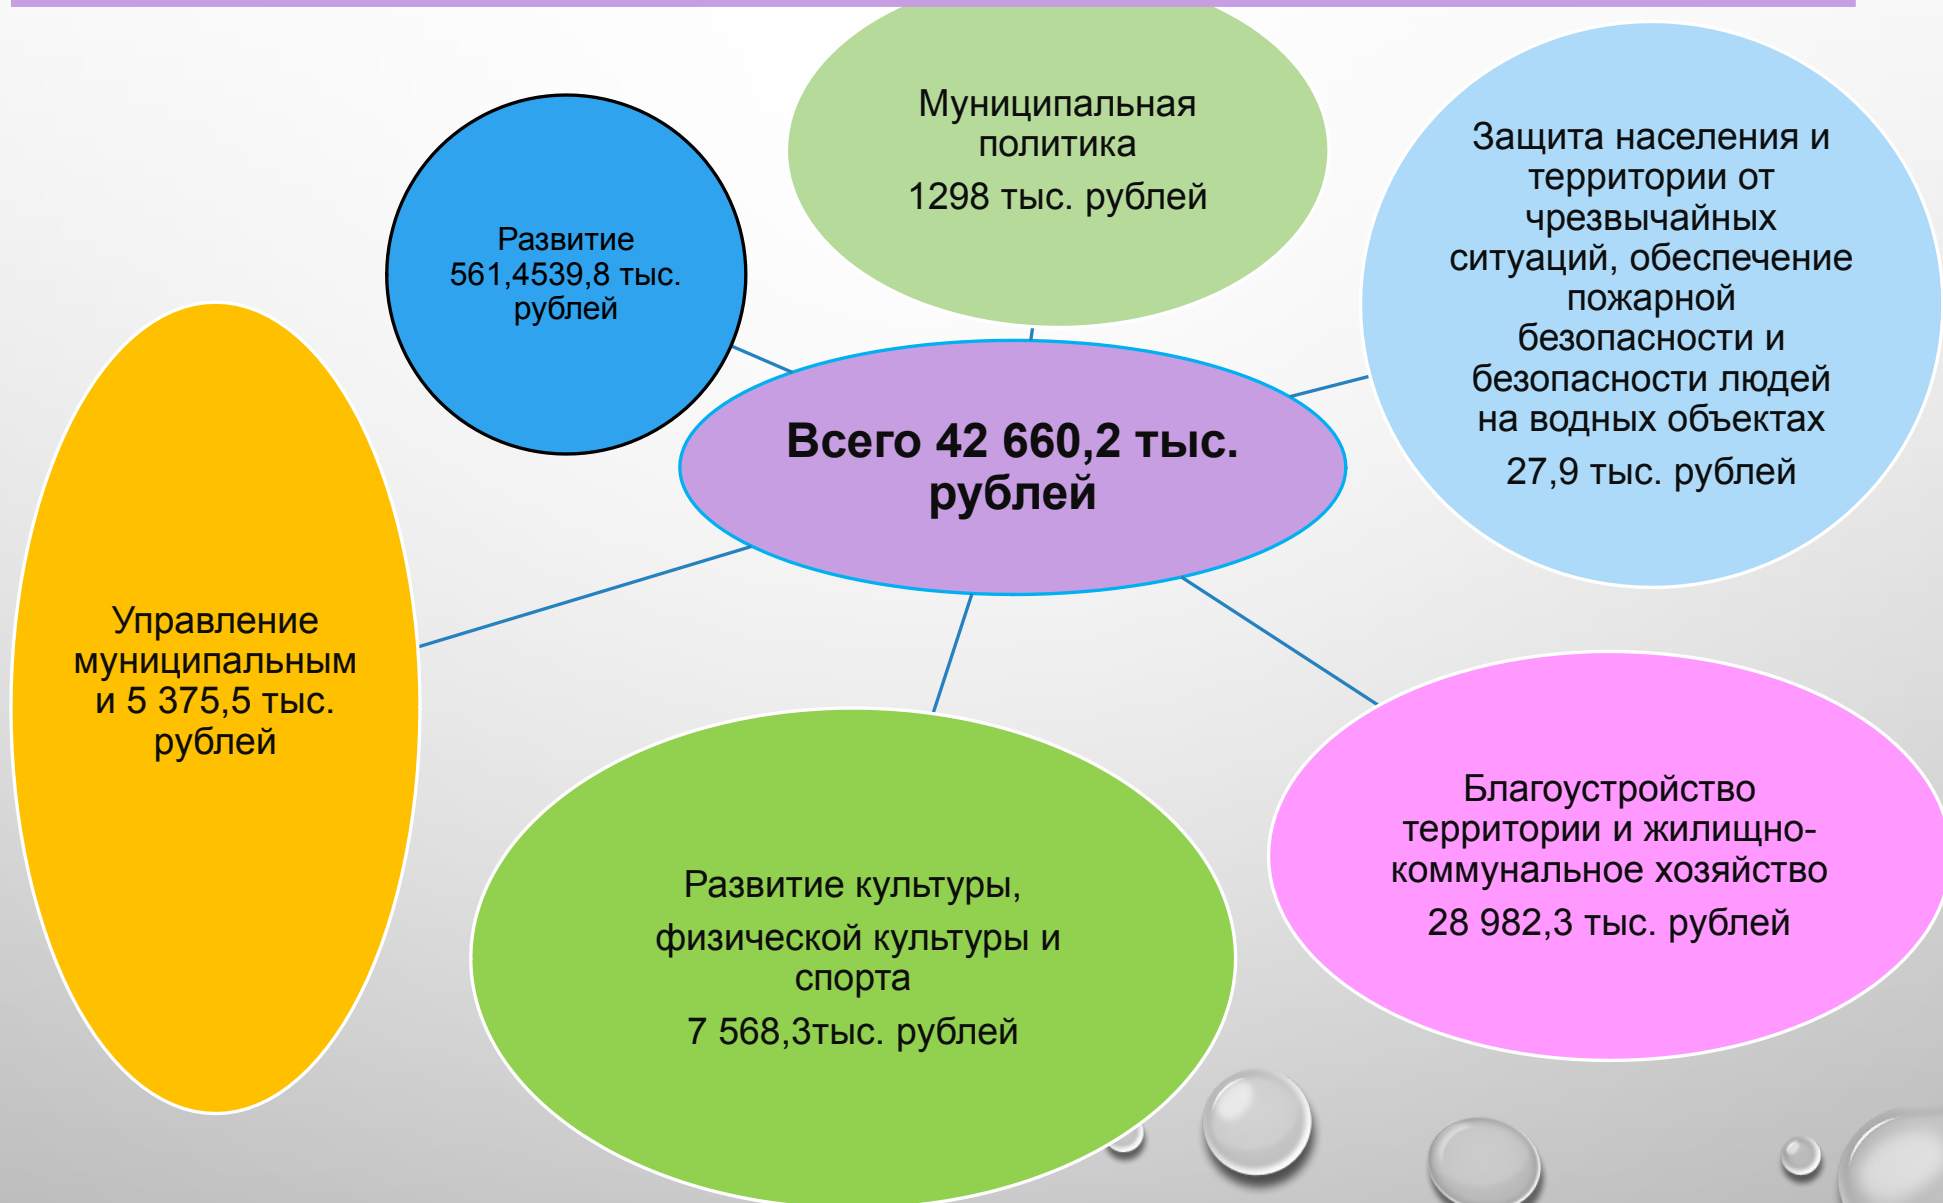 Муниципальная
политика
1298 тыс. рублей
Развитие
561,4539,8 тыс.
рублей
Защита населения и
территории от
чрезвычайных
ситуаций, обеспечение
пожарной
безопасности и
безопасности людей
на водных объектах
27,9 тыс. рублей
Всего 42 660,2 тыс.
рублей
Управление
муниципальным
и 5 375,5 тыс.
рублей
Благоустройство
территории и жилищно-
коммунальное хозяйство
28 982,3 тыс. рублей
Развитие культуры,
физической культуры и
спорта
7 568,3тыс. рублей